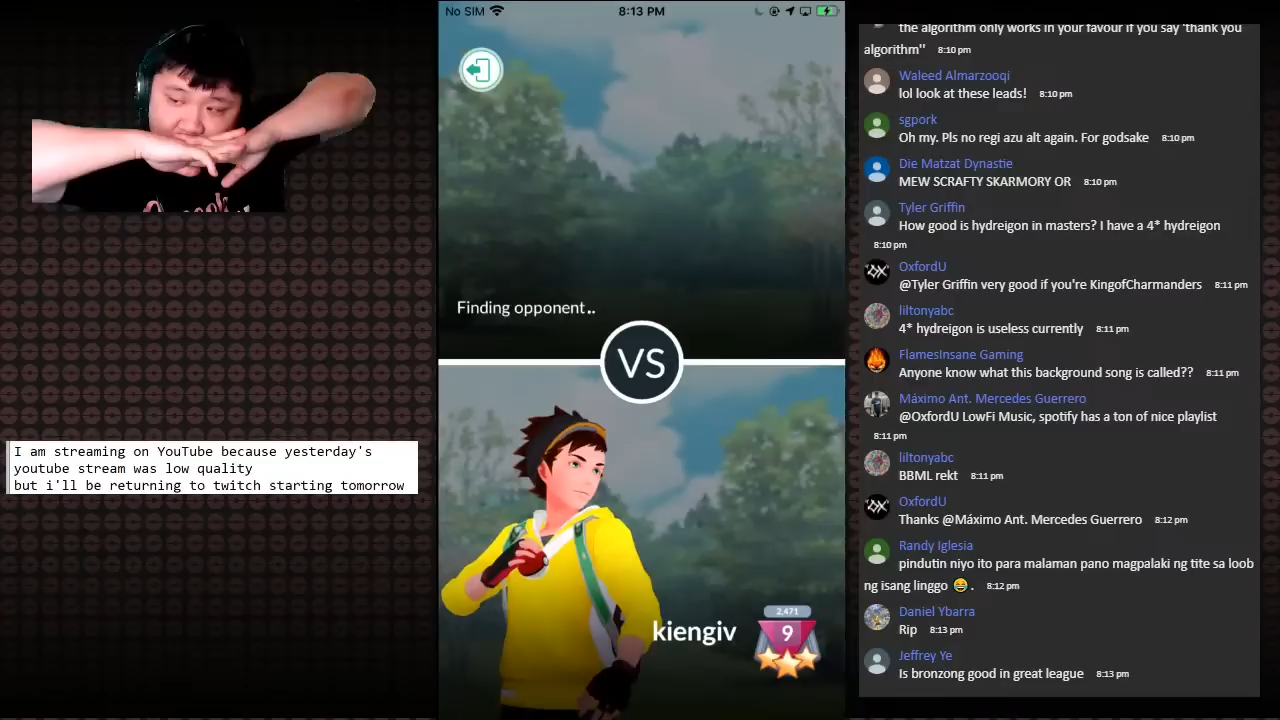 No SIM
8:13 PM
Finding opponent..
VS
kiengiv
2,471
9
I am streaming on YouTube because yesterday's
youtube stream was low quality
but i'll be returning to twitch starting tomorrow
the algorithm only works in your favour if you say 'thank you
algorithm" 8:10 pm
Waleed Almarzooqi
lol look at these leads! 8:10 pm
sgpork
Oh my. Pls no regi azu alt again. For godsake 8:10 pm
Die Matzat Dynastie
MEW SCRAFTY SKARMORY OR 8:10 pm
Tyler Griffin
How good is hydreigon in masters? I have a 4* hydreigon
8:10 pm
OxfordU
@Tyler Griffin very good if you're KingofCharmanders 8:11 pm
liltonyabc
4* hydreigon is useless currently 8:11 pm
FlamesInsane Gaming
Anyone know what this background song is called?? 8:11 pm
Máximo Ant. Mercedes Guerrero
@OxfordU LowFi Music, spotify has a ton of nice playlist
8:11 pm
liltonyabc
BBML rekt 8:11 pm
OxfordU
Thanks @Máximo Ant. Mercedes Guerrero 8:12 pm
Randy Iglesia
pindutin niyo ito para malaman pano magpalaki ng tite sa loob
ng isang linggo 😂. 8:12 pm
Daniel Ybarra
Rip 8:13 pm
Jeffrey Ye
Is bronzong good in great league 8:13 pm